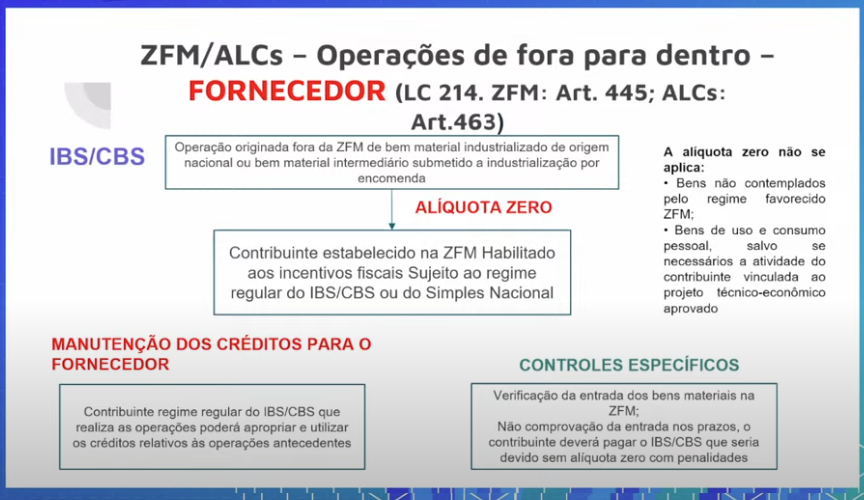 ZFM/ALCs – Operações de fora para dentro –
FORNECEDOR (LC 214. ZFM: Art. 445; ALCs:
Art.463)
IBS/CBS
Operação originada fora da ZFM de bem material industrializado de origem
nacional ou bem material intermediário submetido a industrialização por
encomenda
ALÍQUOTA ZERO
Contribuinte estabelecido na ZFM Habilitado
aos incentivos fiscais Sujeito ao regime
regular do IBS/CBS ou do Simples Nacional
A alíquota zero não se
aplica:
• Bens não contemplados
pelo regime favorecido
ZFM;
• Bens de uso e consumo
pessoal, salvo se
necessários a atividade do
contribuinte vinculada ao
projeto técnico-econômico
aprovado
MANUTENÇÃO DOS CRÉDITOS PARA O
FORNECEDOR
Contribuinte regime regular do IBS/CBS que
realiza as operações poderá apropriar e utilizar
os créditos relativos às operações antecedentes
CONTROLES ESPECÍFICOS
Verificação da entrada dos bens materiais na
ZFM;
Não comprovação da entrada nos prazos, o
contribuinte deverá pagar o IBS/CBS que seria
devido sem alíquota zero com penalidades